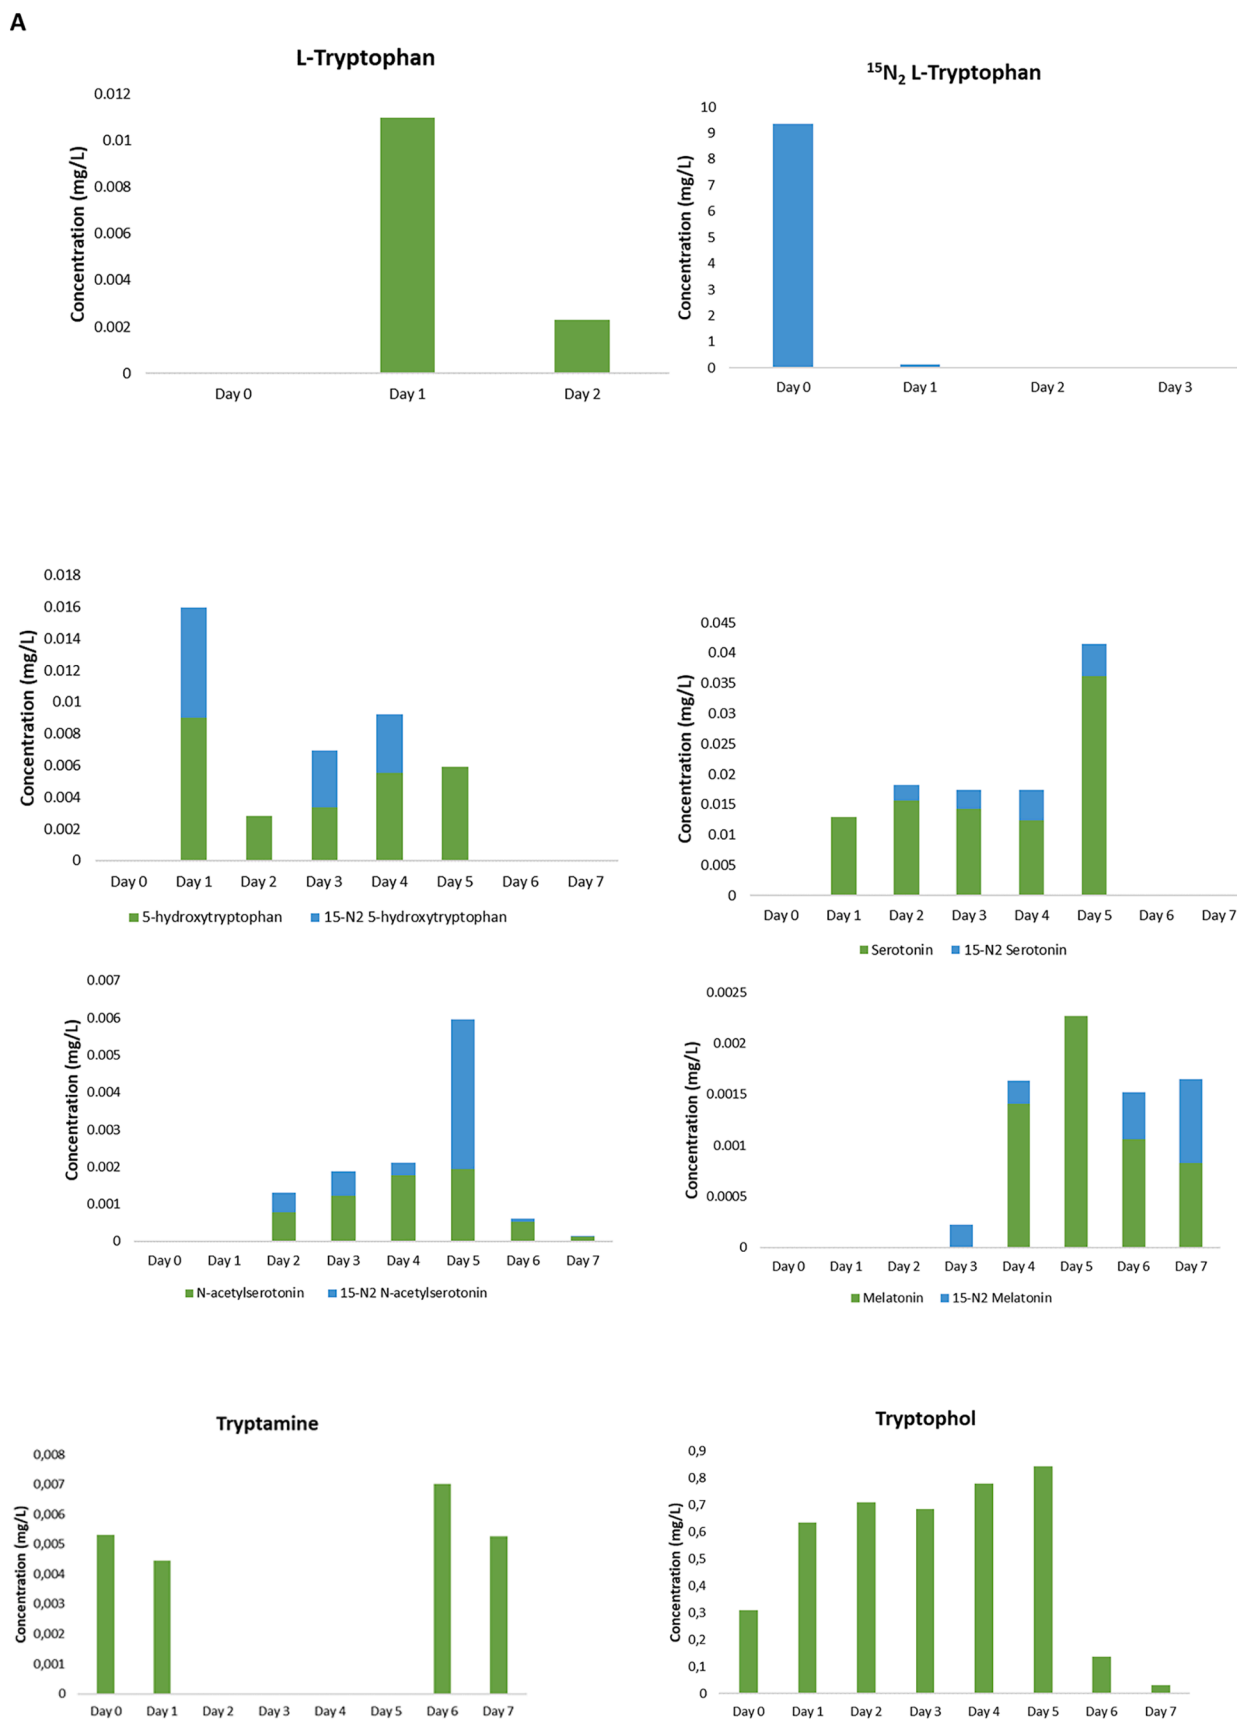 A
L-Tryptophan
Concentration (mg/L)
0.012
0.01
0.008
0.006
0.004
0.002
0
Day 0 Day 1 Day 2
¹⁵N₂ L-Tryptophan
Concentration (mg/L)
10
9
8
7
6
5
4
3
2
1
0
Day 0 Day 1 Day 2 Day 3
Concentration (mg/L)
0.018
0.016
0.014
0.012
0.01
0.008
0.006
0.004
0.002
0
Day 0 Day 1 Day 2 Day 3 Day 4 Day 5 Day 6 Day 7
5-hydroxytryptophan 15-N2 5-hydroxytryptophan
Concentration (mg/L)
0.045
0.04
0.035
0.03
0.025
0.02
0.015
0.01
0.005
0
Day 0 Day 1 Day 2 Day 3 Day 4 Day 5 Day 6 Day 7
Serotonin 15-N2 Serotonin
Concentration (mg/L)
0.007
0.006
0.005
0.004
0.003
0.002
0.001
0
Day 0 Day 1 Day 2 Day 3 Day 4 Day 5 Day 6 Day 7
N-acetylserotonin 15-N2 N-acetylserotonin
Concentration (mg/L)
0.0025
0.002
0.0015
0.001
0.0005
0
Day 0 Day 1 Day 2 Day 3 Day 4 Day 5 Day 6 Day 7
Melatonin 15-N2 Melatonin
Tryptamine
Concentration (mg/L)
0,008
0,007
0,006
0,005
0,004
0,003
0,002
0,001
0
Day 0 Day 1 Day 2 Day 3 Day 4 Day 5 Day 6 Day 7
Tryptophol
Concentration (mg/L)
0,9
0,8
0,7
0,6
0,5
0,4
0,3
0,2
0,1
0
Day 0 Day 1 Day 2 Day 3 Day 4 Day 5 Day 6 Day 7